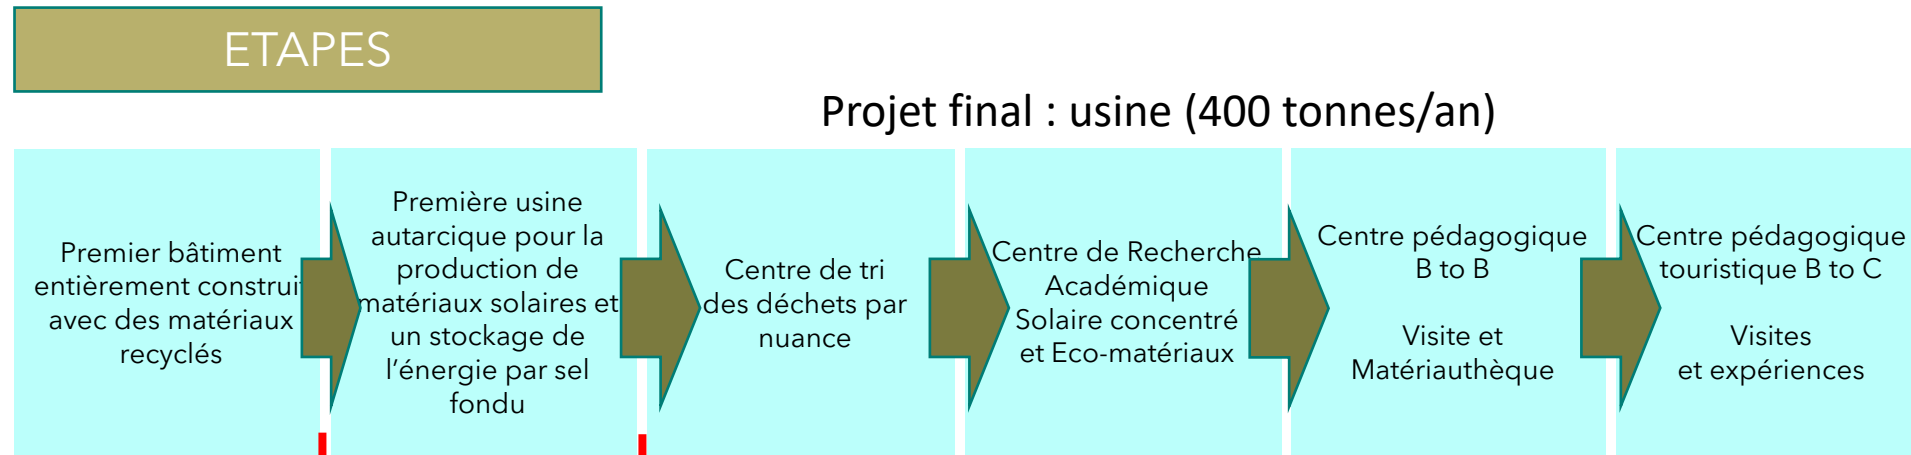 ETAPES
Projet final : usine (400 tonnes/an)
Premier bâtiment
entièrement construit
avec des matériaux
recyclés
Première usine
autarcique pour la
production de
matériaux solaires et
un stockage de
l’énergie par sel
fondu
Centre de tri
des déchets par
nuance
Centre de Recherche
Académique
Solaire concentré
et Eco-matériaux
Centre pédagogique
B to B
Visite et
Matériauthèque
Centre pédagogique
touristique B to C
Visites
et expériences